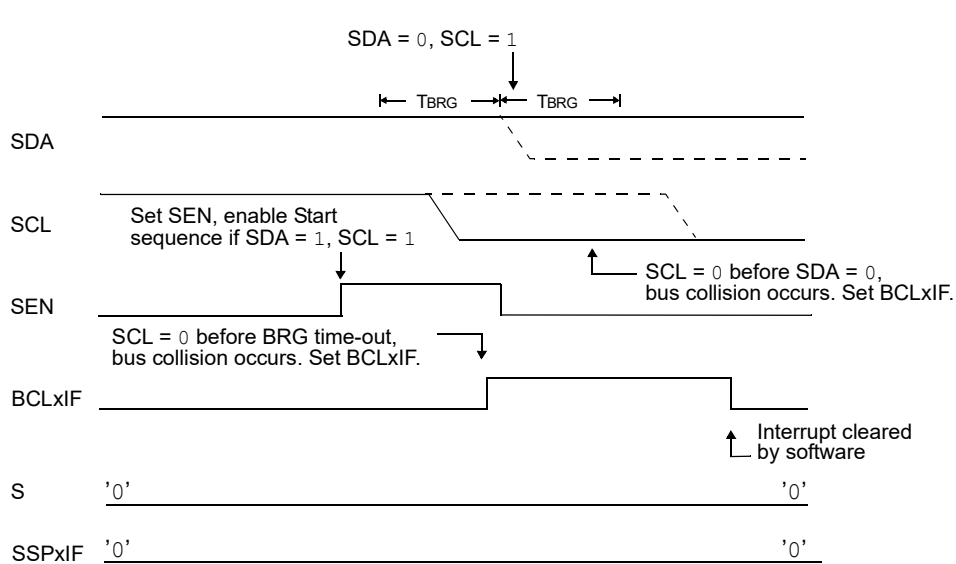 SDA = 0, SCL = 1
TBRG TBRG
SDA
SCL
Set SEN, enable Start
sequence if SDA = 1, SCL = 1
SCL = 0 before SDA = 0,
bus collision occurs. Set BCLxIF.
SEN
SCL = 0 before BRG time-out,
bus collision occurs. Set BCLxIF.
BCLxIF
Interrupt cleared
by software
S '0' '0'
SSPxIF '0' '0'